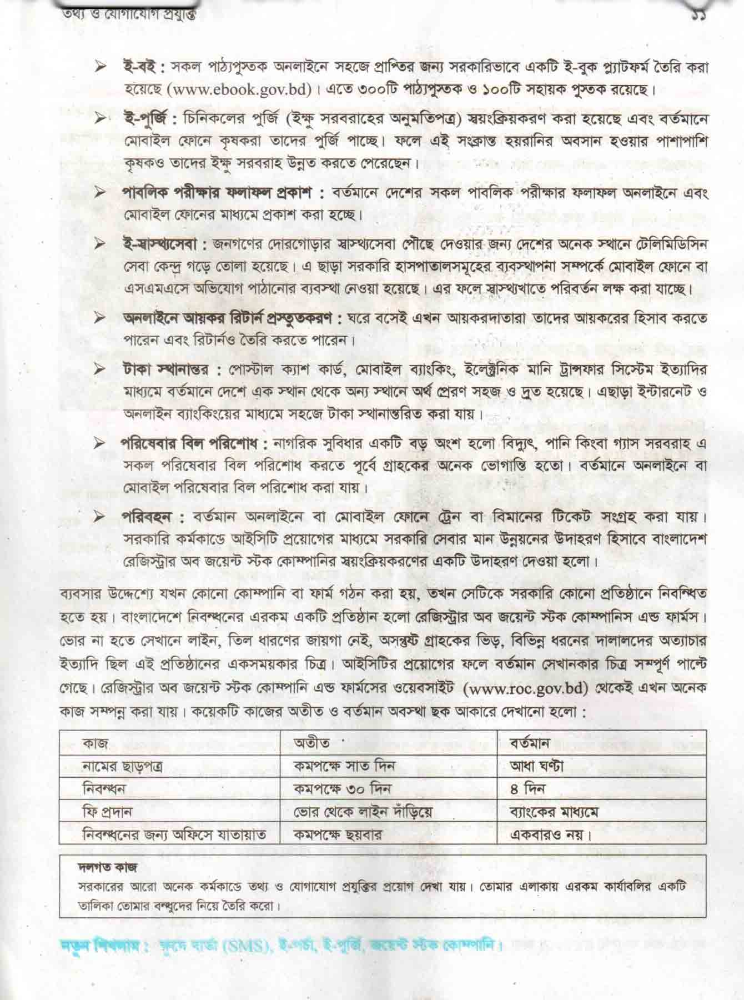 তথ্য ও যোগাযোগ প্রযুক্তি ১১
➢ ই-বই : সকল পাঠ্যপুস্তক অনলাইনে সহজে প্রাপ্তির জন্য সরকারিভাবে একটি ই-বুক প্ল্যাটফর্ম তৈরি করা
হয়েছে (www.ebook.gov.bd)। এতে ৩০০টি পাঠ্যপুস্তক ও ১০০টি সহায়ক পুস্তক রয়েছে।
➢ ই-পুর্জি : চিনিকলের পুর্জি (ইক্ষু সরবরাহের অনুমতিপত্র) স্বয়ংক্রিয়করণ করা হয়েছে এবং বর্তমানে
মোবাইল ফোনে কৃষকরা তাদের পুর্জি পাচ্ছে। ফলে এই সংক্রান্ত হয়রানির অবসান হওয়ার পাশাপাশি
কৃষকও তাদের ইক্ষু সরবরাহ উন্নত করতে পেরেছেন।
➢ পাবলিক পরীক্ষার ফলাফল প্রকাশ : বর্তমানে দেশের সকল পাবলিক পরীক্ষার ফলাফল অনলাইনে এবং
মোবাইল ফোনের মাধ্যমে প্রকাশ করা হচ্ছে।
➢ ই-স্বাস্থ্যসেবা : জনগণের দোরগোড়ার স্বাস্থ্যসেবা পৌছে দেওয়ার জন্য দেশের অনেক স্থানে টেলিমিডিসিন
সেবা কেন্দ্র গড়ে তোলা হয়েছে। এ ছাড়া সরকারি হাসপাতালসমূহের ব্যবস্থাপনা সম্পর্কে মোবাইল ফোনে বা
এসএমএসে অভিযোগ পাঠানোর ব্যবস্থা নেওয়া হয়েছে। এর ফলে স্বাস্থ্যখাতে পরিবর্তন লক্ষ করা যাচ্ছে।
➢ অনলাইনে আয়কর রিটার্ন প্রস্তুতকরণ : ঘরে বসেই এখন আয়করদাতারা তাদের আয়করের হিসাব করতে
পারেন এবং রিটার্নও তৈরি করতে পারেন।
➢ টাকা স্থানান্তর : পোস্টাল ক্যাশ কার্ড, মোবাইল ব্যাংকিং, ইলেক্ট্রনিক মানি ট্রান্সফার সিস্টেম ইত্যাদির
মাধ্যমে বর্তমানে দেশে এক স্থান থেকে অন্য স্থানে অর্থ প্রেরণ সহজ ও দ্রুত হয়েছে। এছাড়া ইন্টারনেট ও
অনলাইন ব্যাংকিংয়ের মাধ্যমে সহজে টাকা স্থানান্তরিত করা যায়।
➢ পরিষেবার বিল পরিশোধ : নাগরিক সুবিধার একটি বড় অংশ হলো বিদ্যুৎ, পানি কিংবা গ্যাস সরবরাহ এ
সকল পরিষেবার বিল পরিশোধ করতে পূর্বে গ্রাহকের অনেক ভোগান্তি হতো। বর্তমানে অনলাইনে বা
মোবাইল পরিষেবার বিল পরিশোধ করা যায়।
➢ পরিবহন : বর্তমান অনলাইনে বা মোবাইল ফোনে ট্রেন বা বিমানের টিকেট সংগ্রহ করা যায়।
সরকারি কর্মকান্ডে আইসিটি প্রয়োগের মাধ্যমে সরকারি সেবার মান উন্নয়নের উদাহরণ হিসাবে বাংলাদেশ
রেজিস্ট্রার অব জয়েন্ট স্টক কোম্পানির স্বয়ংক্রিয়করণের একটি উদাহরণ দেওয়া হলো।
ব্যবসার উদ্দেশ্যে যখন কোনো কোম্পানি বা ফার্ম গঠন করা হয়, তখন সেটিকে সরকারি কোনো প্রতিষ্ঠানে নিবন্ধিত
হতে হয়। বাংলাদেশে নিবন্ধনের এরকম একটি প্রতিষ্ঠান হলো রেজিস্ট্রার অব জয়েন্ট স্টক কোম্পানিস এন্ড ফার্মস।
ভোর না হতে সেখানে লাইন, তিল ধারণের জায়গা নেই, অসন্তুষ্ট গ্রাহকের ভিড়, বিভিন্ন ধরনের দালালদের অত্যাচার
ইত্যাদি ছিল এই প্রতিষ্ঠানের একসময়কার চিত্র। আইসিটির প্রয়োগের ফলে বর্তমান সেখানকার চিত্র সম্পূর্ণ পাল্টে
গেছে। রেজিস্ট্রার অব জয়েন্ট স্টক কোম্পানি এন্ড ফার্মসের ওয়েবসাইট (www.roc.gov.bd) থেকেই এখন অনেক
কাজ সম্পন্ন করা যায়। কয়েকটি কাজের অতীত ও বর্তমান অবস্থা ছক আকারে দেখানো হলো :
কাজ অতীত বর্তমান
নামের ছাড়পত্র কমপক্ষে সাত দিন আধা ঘণ্টা
নিবন্ধন কমপক্ষে ৩০ দিন ৪ দিন
ফি প্রদান ভোর থেকে লাইন দাঁড়িয়ে ব্যাংকের মাধ্যমে
নিবন্ধনের জন্য অফিসে যাতায়াত কমপক্ষে ছয়বার একবারও নয়।
দলগত কাজ
সরকারের আরো অনেক কর্মকান্ডে তথ্য ও যোগাযোগ প্রযুক্তির প্রয়োগ দেখা যায়। তোমার এলাকায় এরকম কার্যাবলির একটি
তালিকা তোমার বন্ধুদের নিয়ে তৈরি করো।
নতুন শিখলাম : ক্ষুদে বার্তা (SMS), ই-পর্চা, ই-পুর্জি, জয়েন্ট স্টক কোম্পানি।